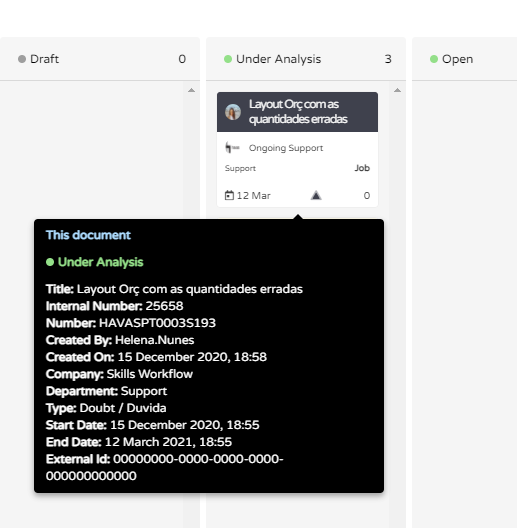 Draft 0
Under Analysis 3
Open
Layout Orç com as
quantidades erradas
Ongoing Support
Support Job
12 Mar 0
This document
Under Analysis
Title: Layout Orç com as quantidades erradas
Internal Number: 25658
Number: HAVASPT0003S193
Created By: Helena.Nunes
Created On: 15 December 2020, 18:58
Company: Skills Workflow
Department: Support
Type: Doubt / Duvida
Start Date: 15 December 2020, 18:55
End Date: 12 March 2021, 18:55
External Id: 00000000-0000-0000-0000-
000000000000